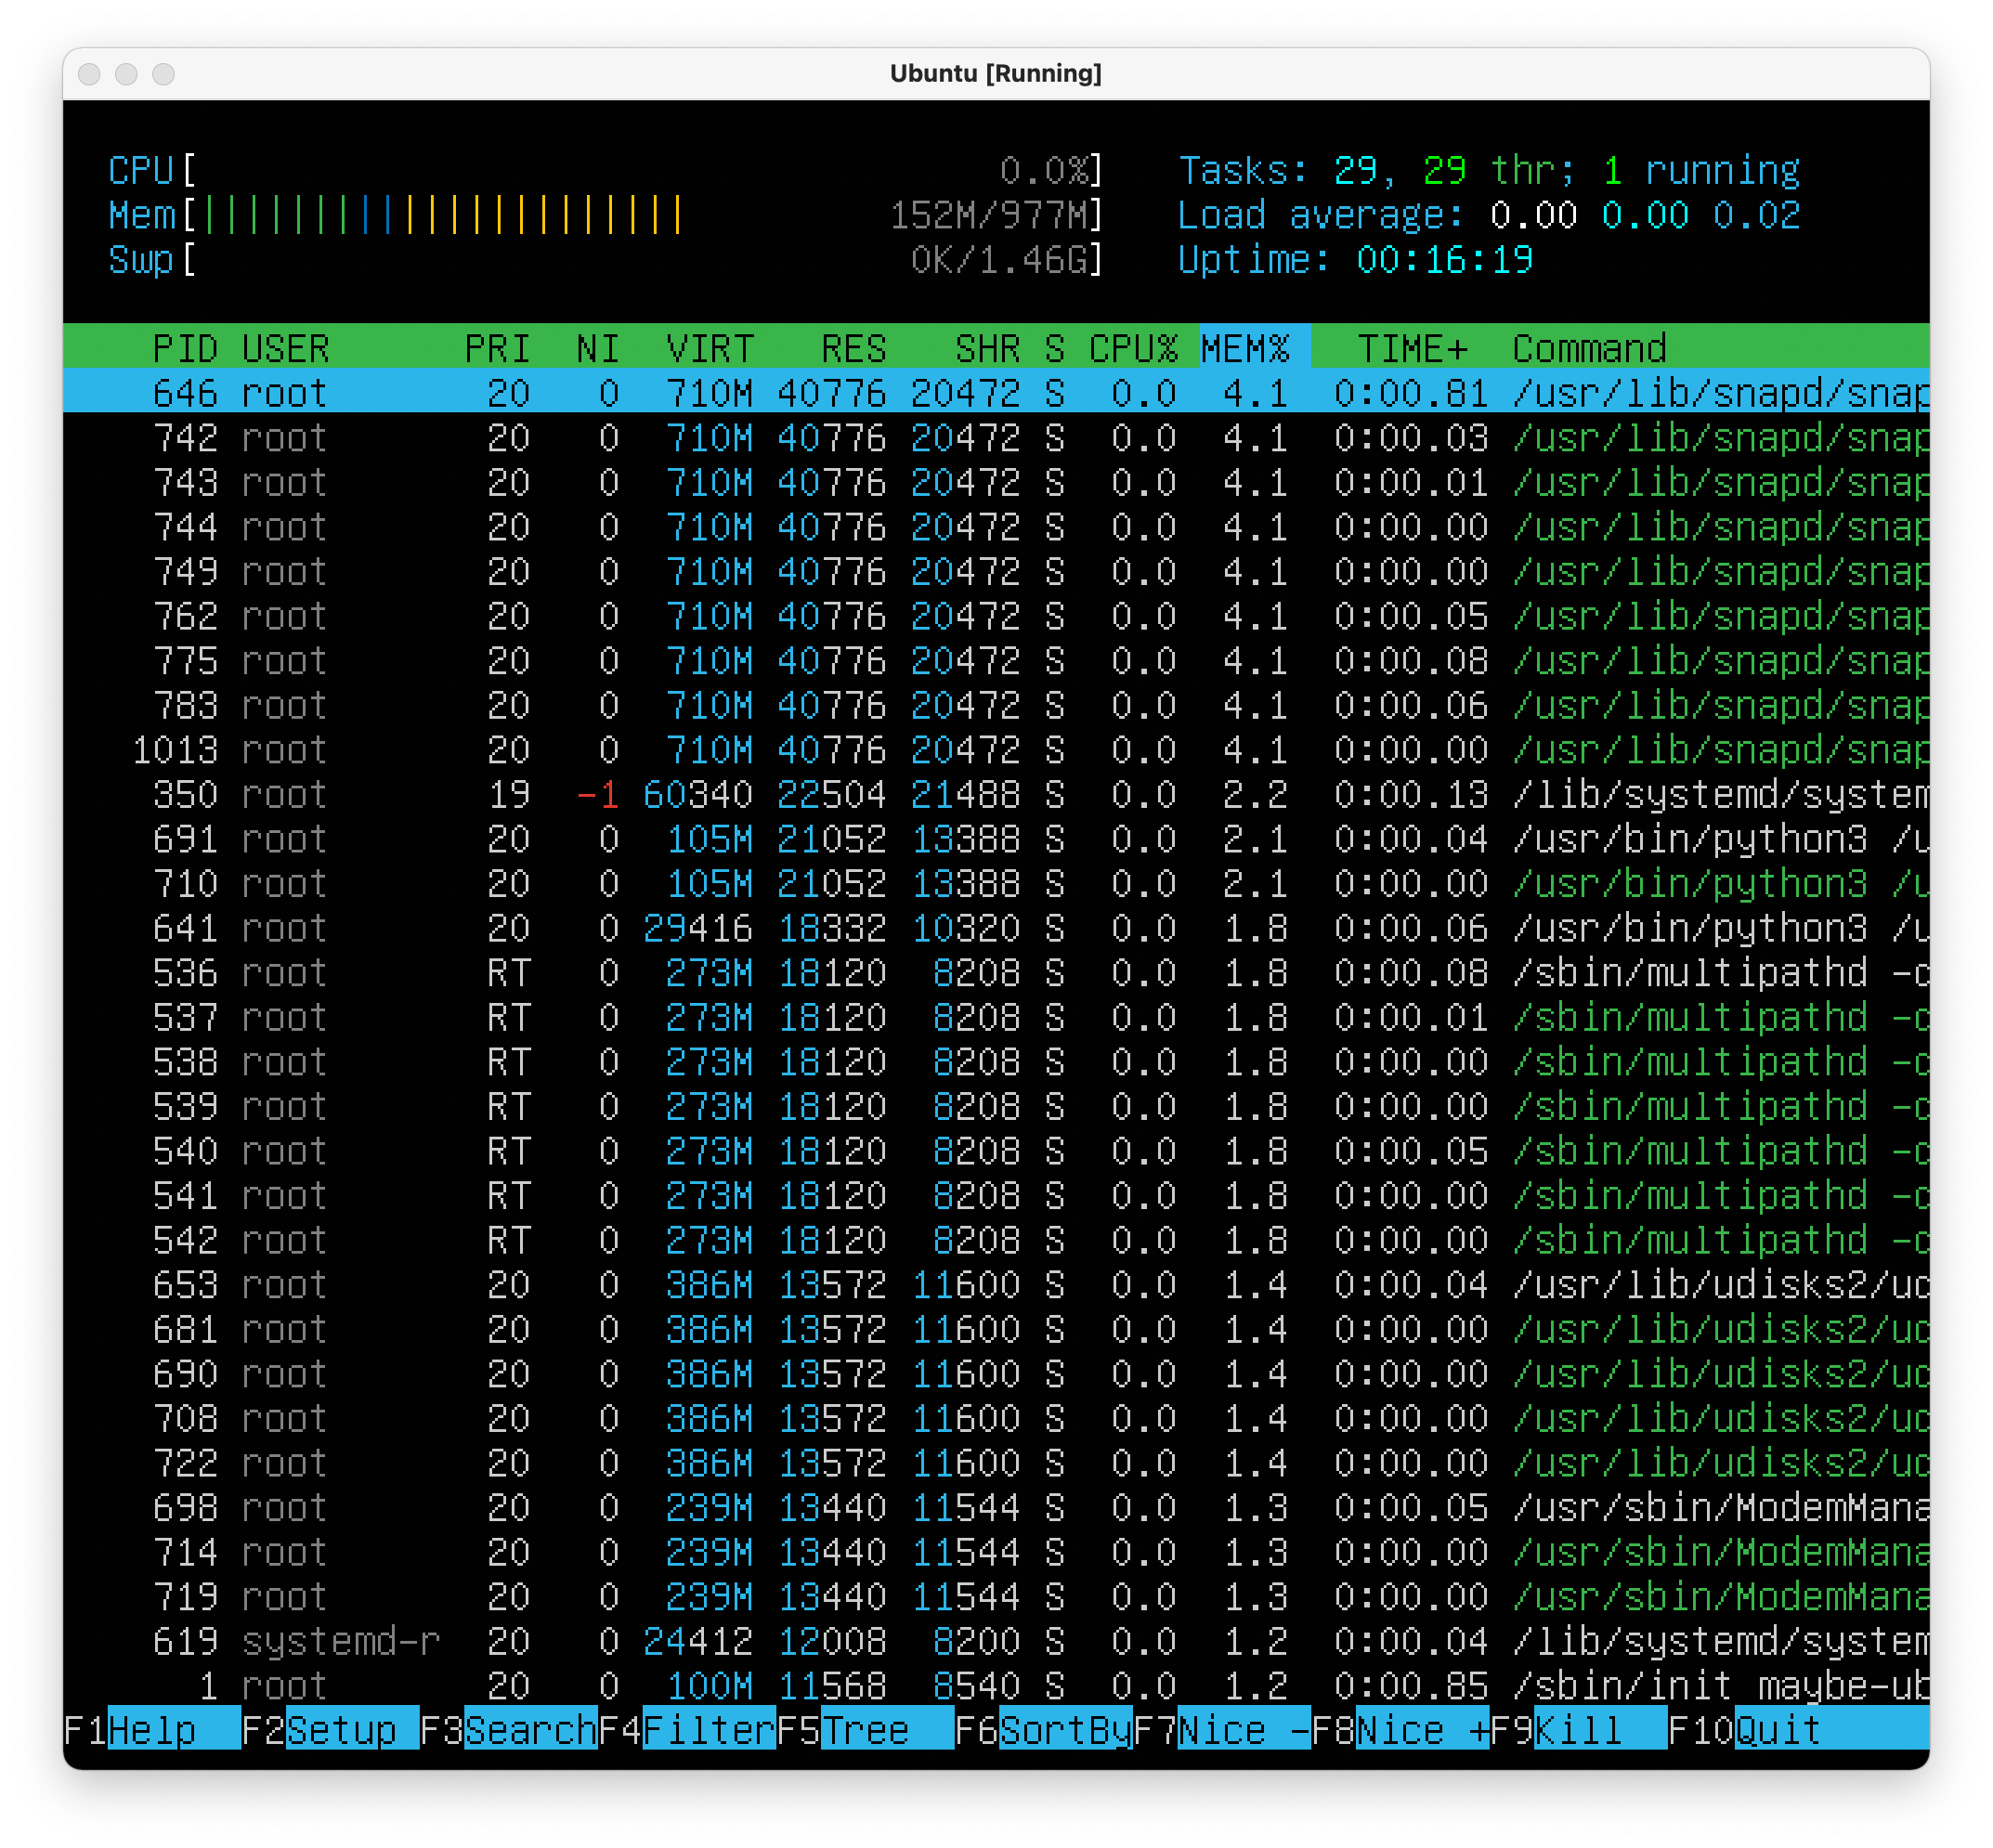 Ubuntu [Running]
CPU[ 0.0%] Tasks: 29, 29 thr; 1 running
Mem[||||||||||||||||||||||152M/977M] Load average: 0.00 0.00 0.02
Swp[ 0K/1.46G] Uptime: 00:16:19
PID USER PRI NI VIRT RES SHR S CPU% MEM% TIME+ Command
646 root 20 0 710M 40776 20472 S 0.0 4.1 0:00.81 /usr/lib/snapd/snap
742 root 20 0 710M 40776 20472 S 0.0 4.1 0:00.03 /usr/lib/snapd/snap
743 root 20 0 710M 40776 20472 S 0.0 4.1 0:00.01 /usr/lib/snapd/snap
744 root 20 0 710M 40776 20472 S 0.0 4.1 0:00.00 /usr/lib/snapd/snap
749 root 20 0 710M 40776 20472 S 0.0 4.1 0:00.00 /usr/lib/snapd/snap
762 root 20 0 710M 40776 20472 S 0.0 4.1 0:00.05 /usr/lib/snapd/snap
775 root 20 0 710M 40776 20472 S 0.0 4.1 0:00.08 /usr/lib/snapd/snap
783 root 20 0 710M 40776 20472 S 0.0 4.1 0:00.06 /usr/lib/snapd/snap
1013 root 20 0 710M 40776 20472 S 0.0 4.1 0:00.00 /usr/lib/snapd/snap
350 root 19 -1 60340 22504 21488 S 0.0 2.2 0:00.13 /lib/systemd/system
691 root 20 0 105M 21052 13388 S 0.0 2.1 0:00.04 /usr/bin/python3 /u
710 root 20 0 105M 21052 13388 S 0.0 2.1 0:00.00 /usr/bin/python3 /u
641 root 20 0 29416 18332 10320 S 0.0 1.8 0:00.06 /usr/bin/python3 /u
536 root RT 0 273M 18120 8208 S 0.0 1.8 0:00.08 /sbin/multipathd -d
537 root RT 0 273M 18120 8208 S 0.0 1.8 0:00.01 /sbin/multipathd -d
538 root RT 0 273M 18120 8208 S 0.0 1.8 0:00.00 /sbin/multipathd -d
539 root RT 0 273M 18120 8208 S 0.0 1.8 0:00.00 /sbin/multipathd -d
540 root RT 0 273M 18120 8208 S 0.0 1.8 0:00.05 /sbin/multipathd -d
541 root RT 0 273M 18120 8208 S 0.0 1.8 0:00.00 /sbin/multipathd -d
542 root RT 0 273M 18120 8208 S 0.0 1.8 0:00.00 /sbin/multipathd -d
653 root 20 0 386M 13572 11600 S 0.0 1.4 0:00.04 /usr/lib/udisks2/ud
681 root 20 0 386M 13572 11600 S 0.0 1.4 0:00.00 /usr/lib/udisks2/ud
690 root 20 0 386M 13572 11600 S 0.0 1.4 0:00.00 /usr/lib/udisks2/ud
708 root 20 0 386M 13572 11600 S 0.0 1.4 0:00.00 /usr/lib/udisks2/ud
722 root 20 0 386M 13572 11600 S 0.0 1.4 0:00.00 /usr/lib/udisks2/ud
698 root 20 0 239M 13440 11544 S 0.0 1.3 0:00.05 /usr/sbin/ModemMana
714 root 20 0 239M 13440 11544 S 0.0 1.3 0:00.00 /usr/sbin/ModemMana
719 root 20 0 239M 13440 11544 S 0.0 1.3 0:00.00 /usr/sbin/ModemMana
619 systemd-r 20 0 24412 12008 8200 S 0.0 1.2 0:00.04 /lib/systemd/system
1 root 20 0 100M 11568 8540 S 0.0 1.2 0:00.85 /sbin/init maybe-ub
F1Help F2Setup F3SearchF4FilterF5Tree F6SortByF7Nice -F8Nice +F9Kill F10Quit